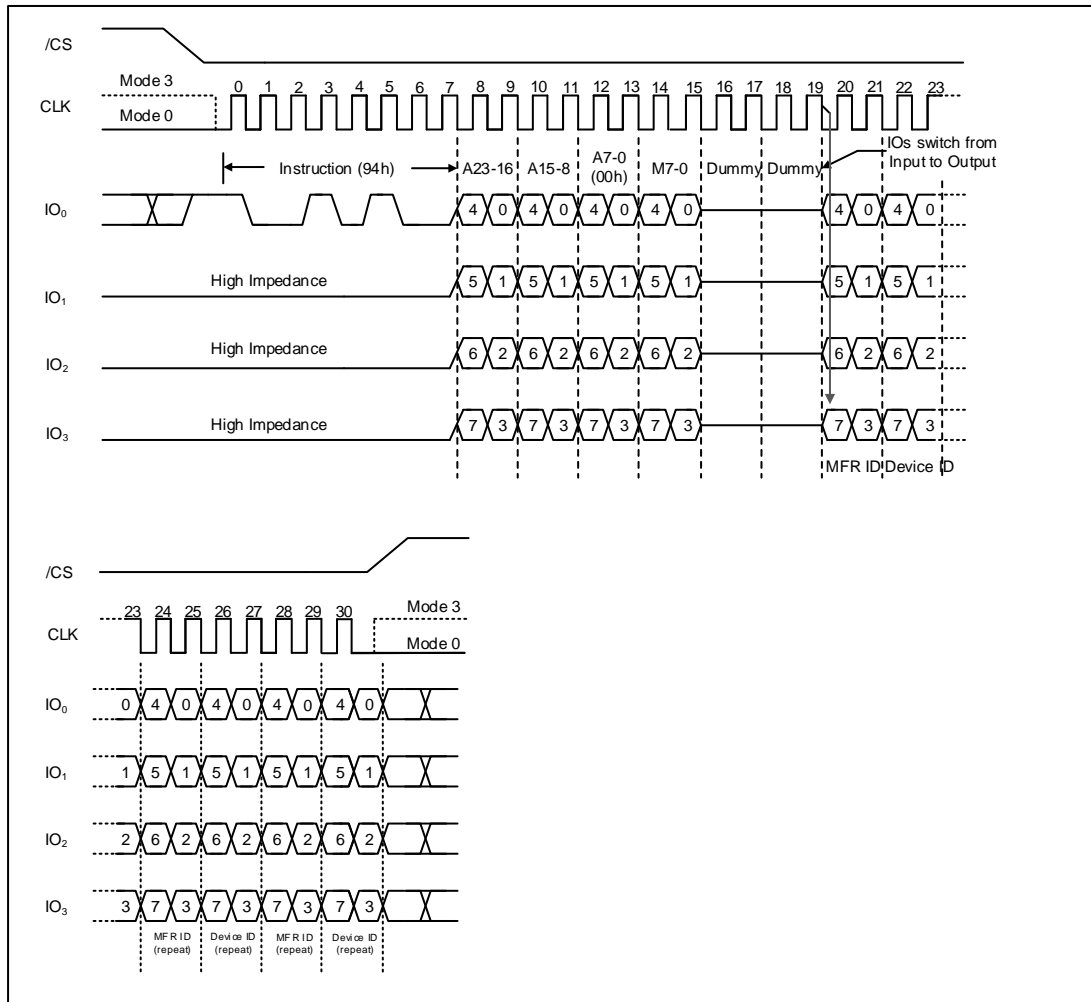 /CS
Mode 3
0 1 2 3 4 5 6 7 8 9 10 11 12 13 14 15 16 17 18 19 20 21 22 23
CLK
Mode 0
IOs switch from
Input to Output
Instruction (94h) A23-16 A15-8 A7-0 (00h) M7-0 Dummy Dummy
IO₀ 4 0 4 0 4 0 4 0 4 0 4 0
High Impedance
IO₁ 5 1 5 1 5 1 5 1 5 1 5 1
High Impedance
IO₂ 6 2 6 2 6 2 6 2 6 2 6 2
High Impedance
IO₃ 7 3 7 3 7 3 7 3 7 3 7 3
MFR ID Device ID
/CS
23 24 25 26 27 28 29 30 Mode 3
CLK
Mode 0
IO₀ 0 4 0 4 0 4 0 4 0
IO₁ 1 5 1 5 1 5 1 5 1
IO₂ 2 6 2 6 2 6 2 6 2
IO₃ 3 7 3 7 3 7 3 7 3
MFR ID Device ID MFR ID Device ID
(repeat) (repeat) (repeat) (repeat)